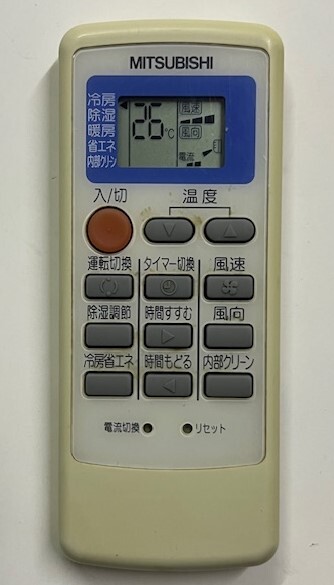 MITSUBISHI
冷房
除湿
暖房
省エネ
内部クリーン
26℃
風速
風向
電流
入/切
温度
運転切換 タイマー切換 風速
除湿調節 時間すすむ 風向
冷房省エネ 時間もどる 内部クリーン
電流切換 リセット